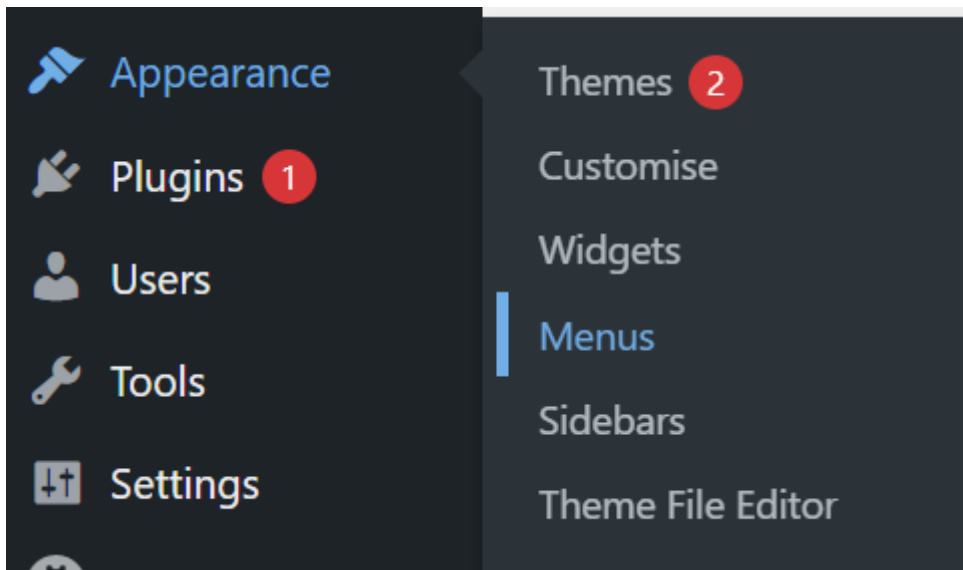 Appearance
Plugins 1
Users
Tools
Settings
Themes 2
Customise
Widgets
Menus
Sidebars
Theme File Editor